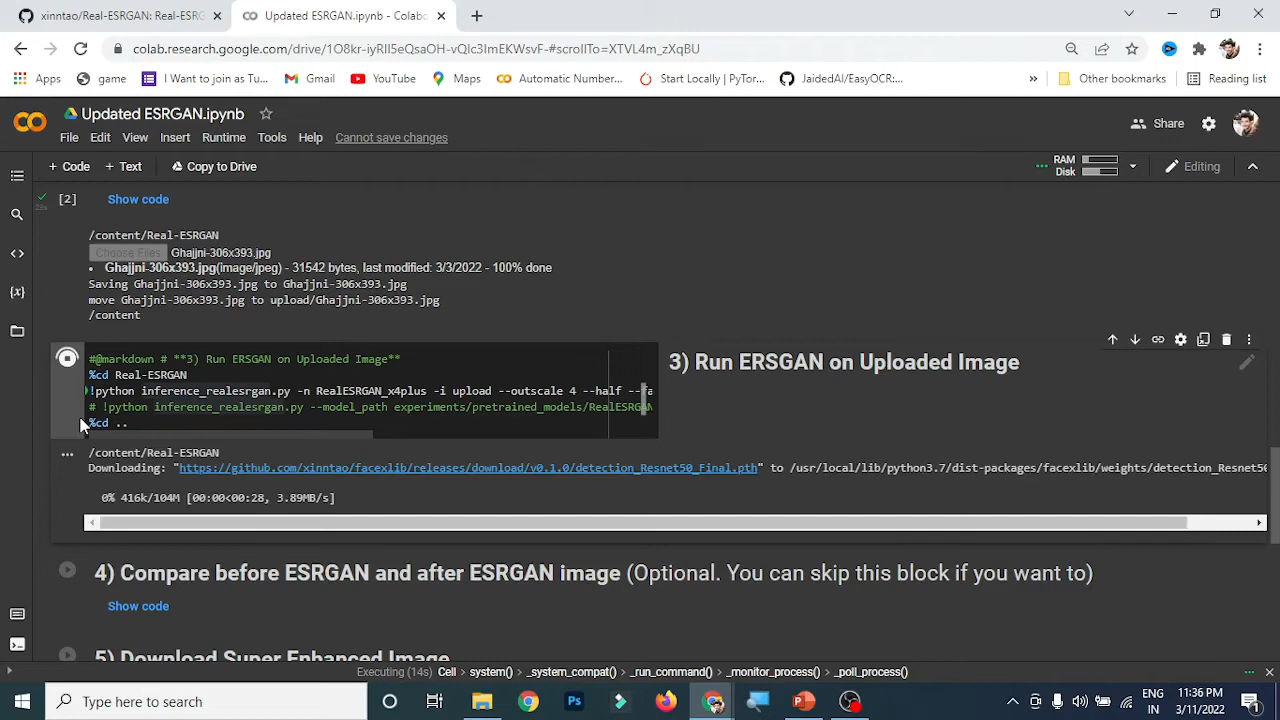 xinntao/Real-ESRGAN: Real-ESRG
Updated ESRGAN.ipynb - Colabo
colab.research.google.com/drive/1O8kr-iyRlI5eQsaOH-vQlc3ImEKWsvF-#scrollTo=XTVL4m_zXqBU
Apps
game
I Want to join as Tu...
Gmail
YouTube
Maps
Automatic Number...
Start Locally | PyTor...
JaidedAI/EasyOCR:...
»
Other bookmarks
Reading list
Updated ESRGAN.ipynb
Share
File Edit View Insert Runtime Tools Help Cannot save changes
+ Code + Text Copy to Drive
RAM
Disk
Editing
[2]
Show code
/content/Real-ESRGAN
Choose Files Ghajjni-306x393.jpg
• Ghajjni-306x393.jpg(image/jpeg) - 31542 bytes, last modified: 3/3/2022 - 100% done
Saving Ghajjni-306x393.jpg to Ghajjni-306x393.jpg
move Ghajjni-306x393.jpg to upload/Ghajjni-306x393.jpg
/content
#@markdown # **3) Run ERSGAN on Uploaded Image**
%cd Real-ESRGAN
!python inference_realesrgan.py -n RealESRGAN_x4plus -i upload --outscale 4 --half --fa
# !python inference_realesrgan.py --model_path experiments/pretrained_models/RealESRGAN
%cd ..
3) Run ERSGAN on Uploaded Image
/content/Real-ESRGAN
Downloading: "https://github.com/xinntao/facexlib/releases/download/v0.1.0/detection_Resnet50_Final.pth" to /usr/local/lib/python3.7/dist-packages/facexlib/weights/detection_Resnet50
0% 416k/104M [00:00<00:28, 3.89MB/s]
4) Compare before ESRGAN and after ESRGAN image (Optional. You can skip this block if you want to)
Show code
5) Download Super Enhanced Image
Executing (14s) Cell > system() > _system_compat() > _run_command() > _monitor_process() > _poll_process()
Type here to search
ENG
IN
11:36 PM
3/11/2022
1